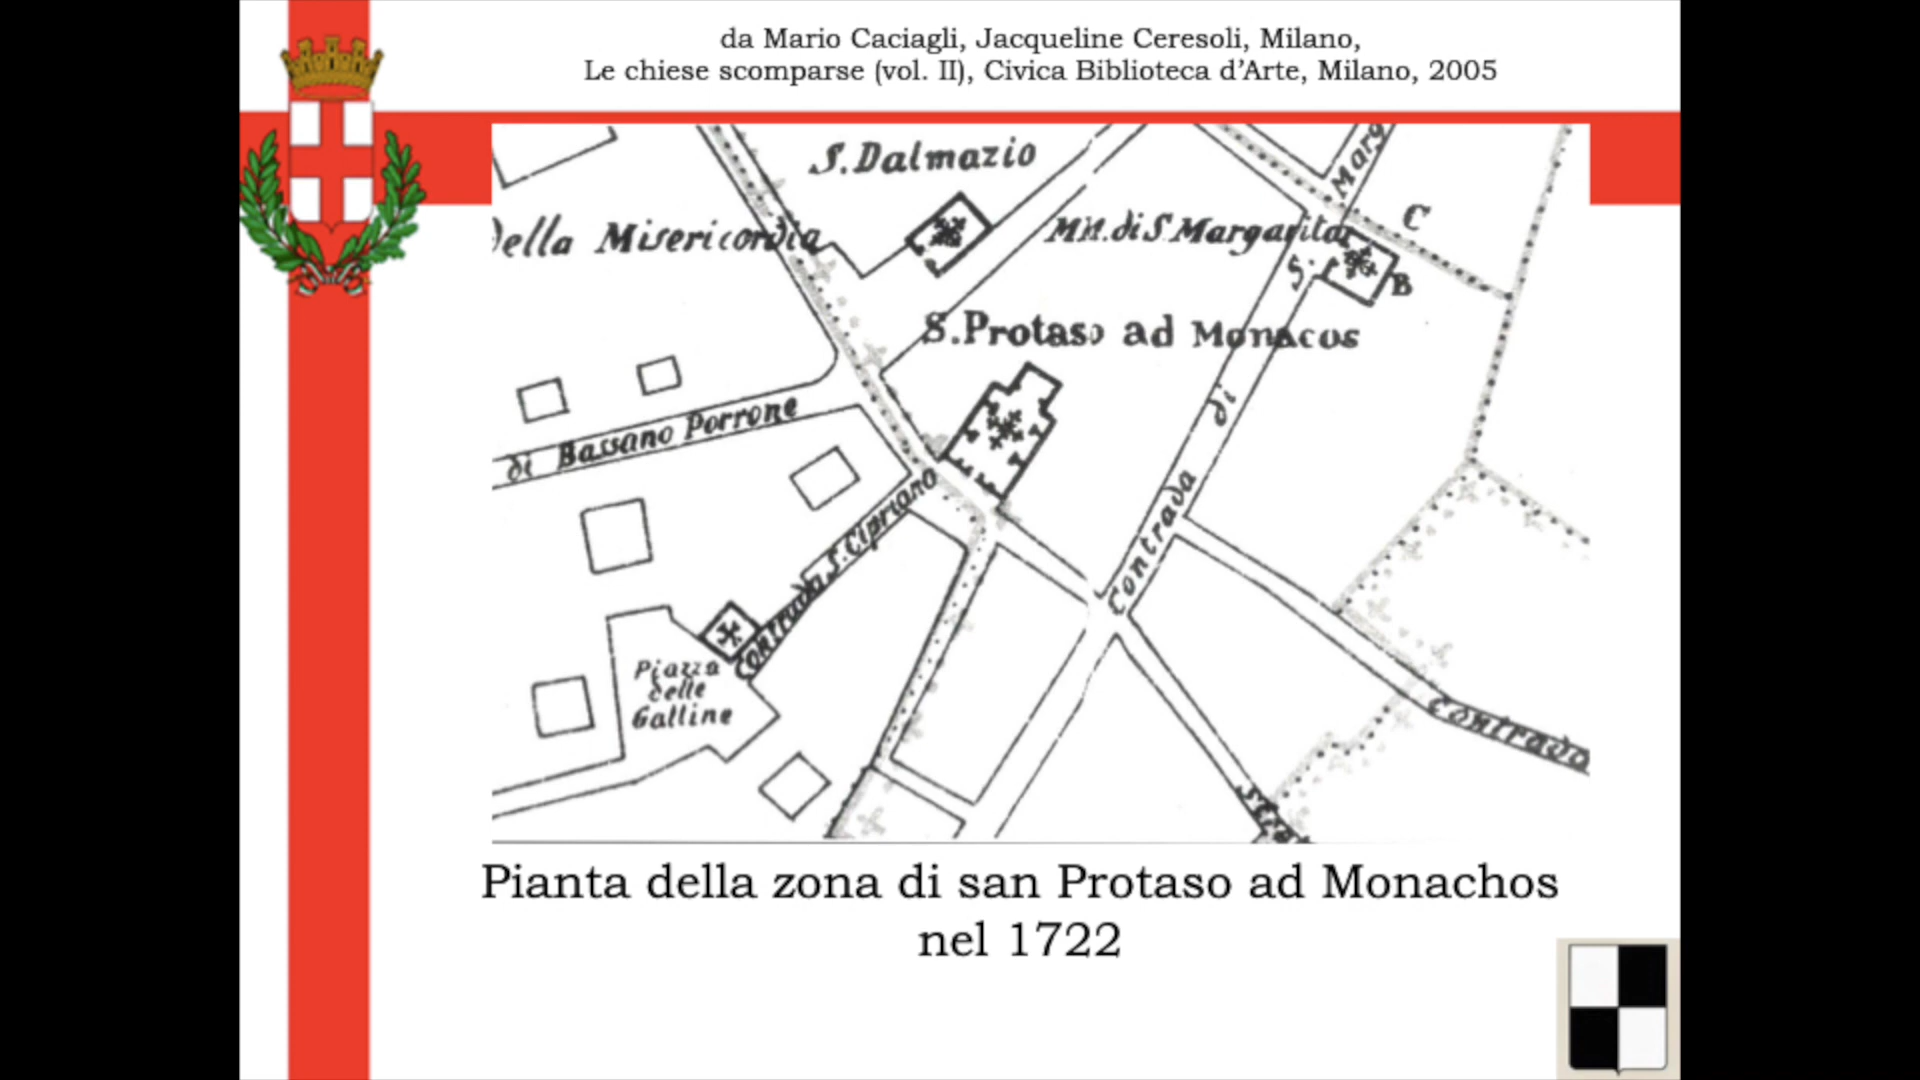 da Mario Caciagli, Jacqueline Ceresoli, Milano,
Le chiese scomparse (vol. II), Civica Biblioteca d'Arte, Milano, 2005
S. Dalmazio
Marg
della Misericordia
Mn. di S. Margarita
C
S.
B
S. Protaso ad Monacos
di Bassano Porrone
di
Contrada
Contrada S. Cipriano
Piazza
delle
Galline
Contrada
Stret
Pianta della zona di san Protaso ad Monachos
nel 1722